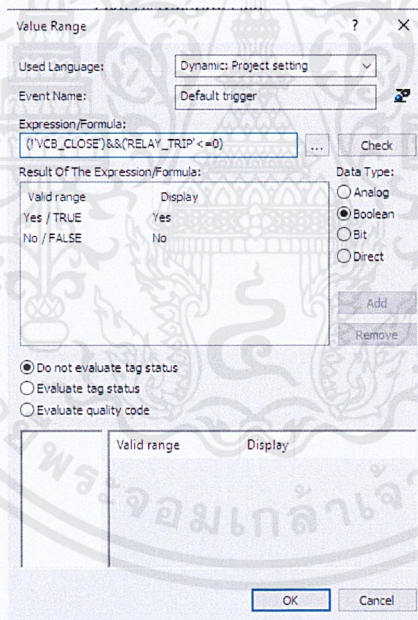 Value Range ? ×
Used Language: Dynamic: Project setting
Event Name: Default trigger
Expression/Formula:
(!'VCB_CLOSE')&&('RELAY_TRIP'<=0) ... Check
Result Of The Expression/Formula: Data Type:
Valid range Display
Yes / TRUE Yes
No / FALSE No
Analog
Boolean
Bit
Direct
Add
Remove
Do not evaluate tag status
Evaluate tag status
Evaluate quality code
Valid range Display
OK Cancel